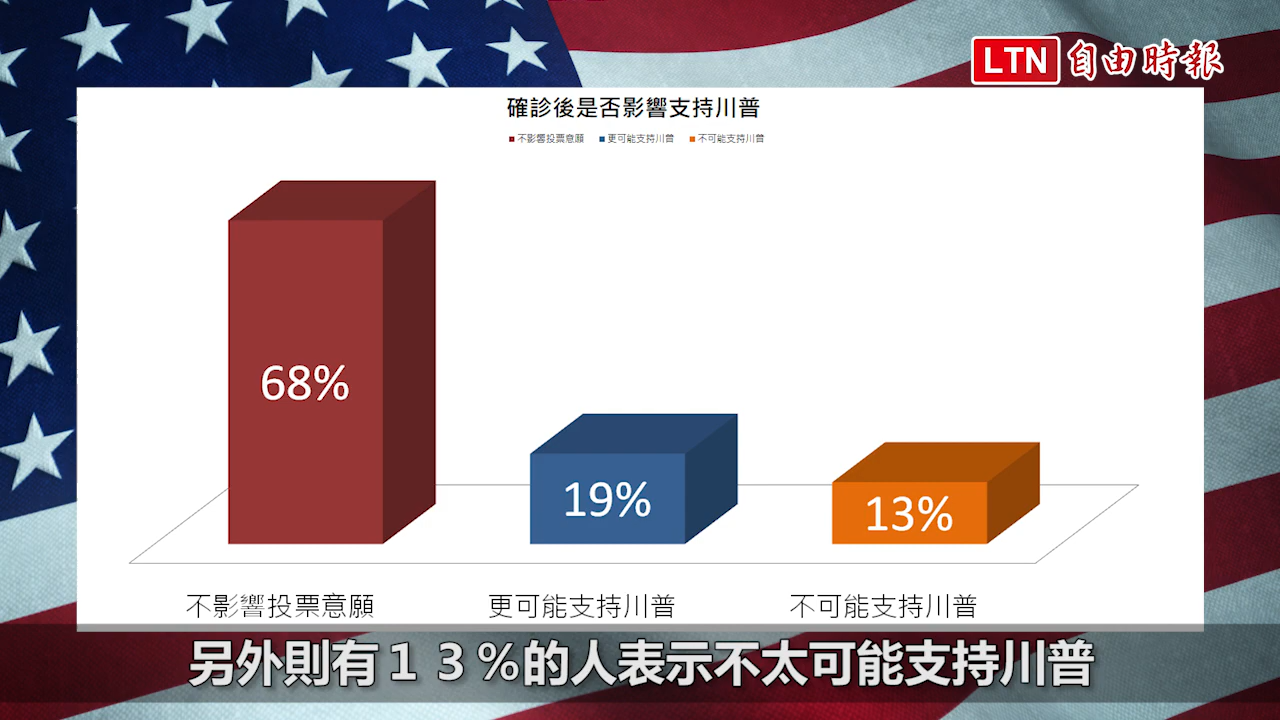 LTN 自由時報
確診後是否影響支持川普
不影響投票意願 更可能支持川普 不可能支持川普
68%
19%
13%
不影響投票意願 更可能支持川普 不可能支持川普
另外則有１３％的人表示不太可能支持川普